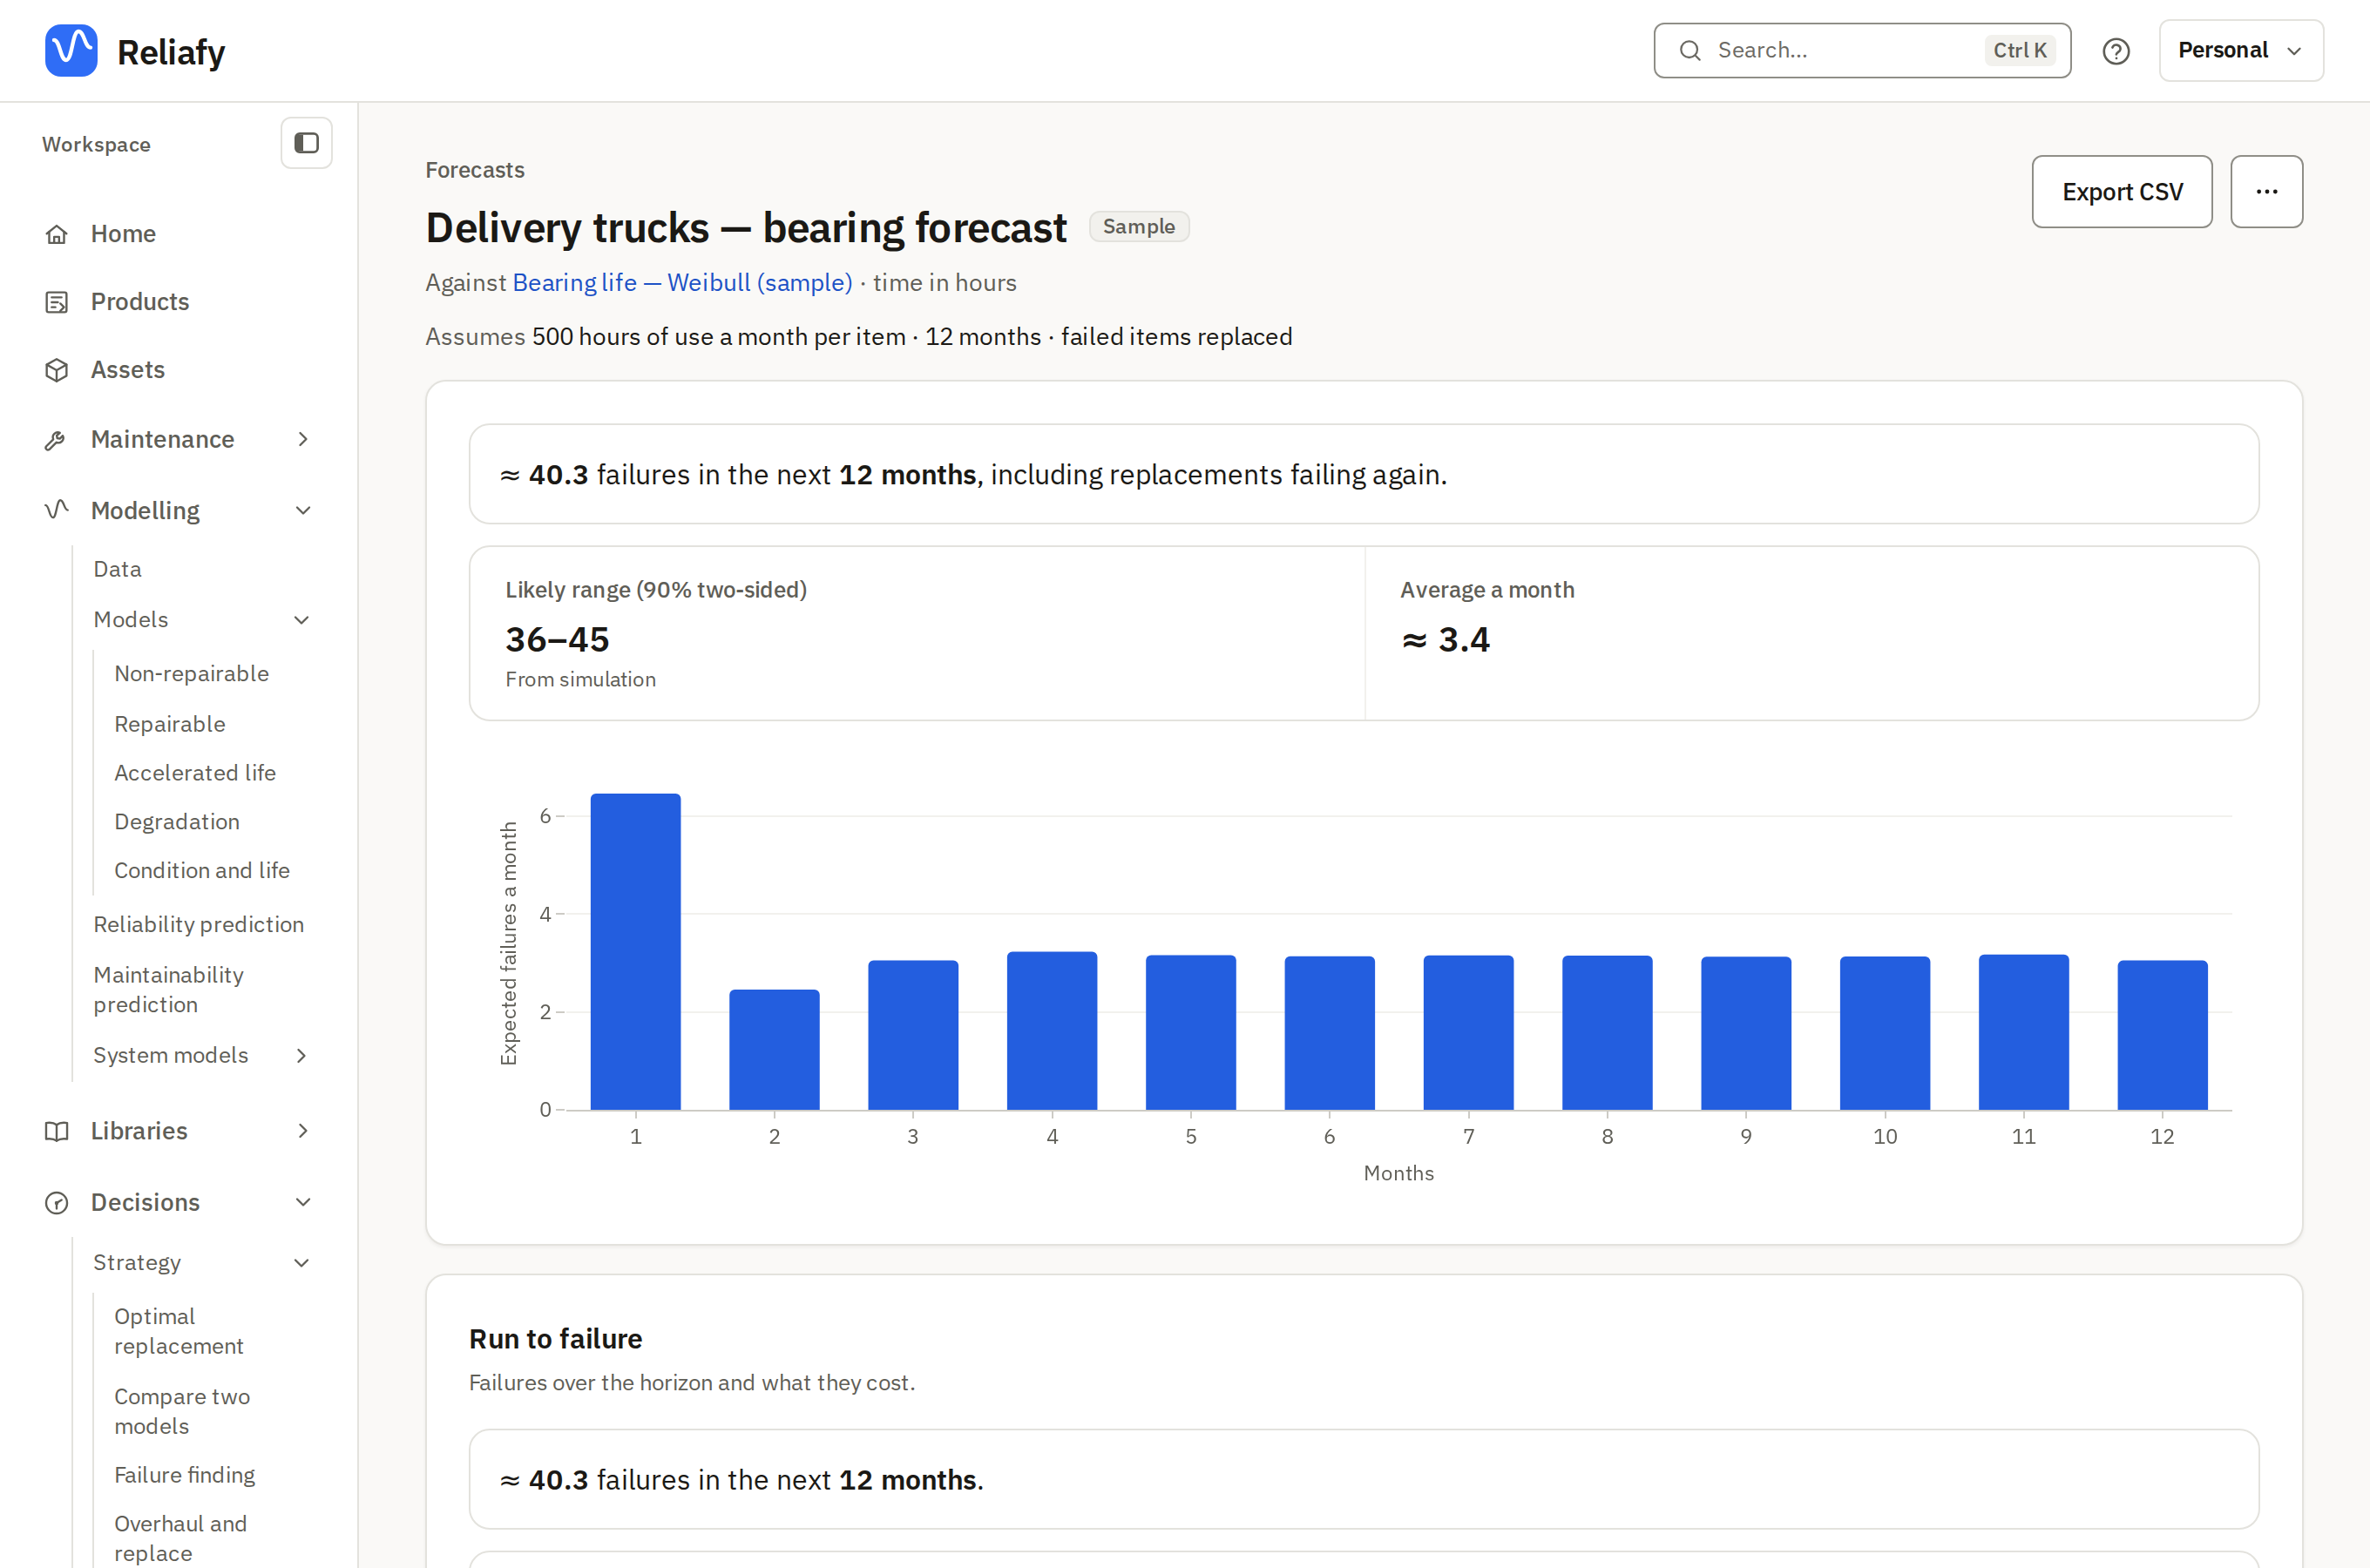 Reliafy
Search...
Ctrl K
Personal
Workspace
Home
Products
Assets
Maintenance
Modelling
Data
Models
Non-repairable
Repairable
Accelerated life
Degradation
Condition and life
Reliability prediction
Maintainability
prediction
System models
Libraries
Decisions
Strategy
Optimal
replacement
Compare two
models
Failure finding
Overhaul and
replace
Forecasts
Delivery trucks — bearing forecast
Sample
Export CSV
Against Bearing life — Weibull (sample) · time in hours
Assumes 500 hours of use a month per item · 12 months · failed items replaced
≈ 40.3 failures in the next 12 months, including replacements failing again.
Likely range (90% two-sided)
36–45
From simulation
Average a month
≈ 3.4
Expected failures a month
6
4
2
0
1 2 3 4 5 6 7 8 9 10 11 12
Months
Run to failure
Failures over the horizon and what they cost.
≈ 40.3 failures in the next 12 months.